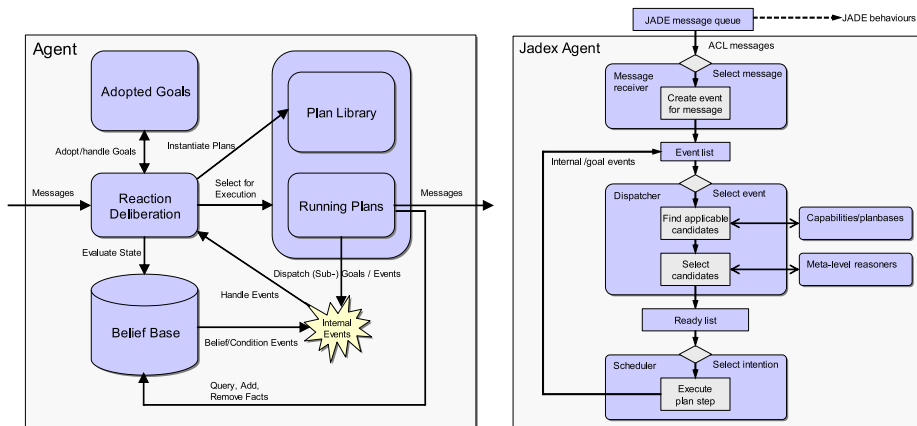 Agent
Adopted Goals
Adopt/handle Goals
Instantiate Plans
Plan Library
Messages
Reaction
Deliberation
Select for
Execution
Running Plans
Messages
Evaluate State
Dispatch (Sub-) Goals / Events
Handle Events
Belief Base
Internal
Events
Belief/Condition Events
Query, Add,
Remove Facts
JADE message queue
JADE behaviours
Jadex Agent
ACL messages
Message
receiver
Select message
Create event
for message
Internal /goal events
Event list
Dispatcher
Select event
Find applicable
candidates
Capabilities/planbases
Select
candidates
Meta-level reasoners
Ready list
Scheduler
Select intention
Execute
plan step